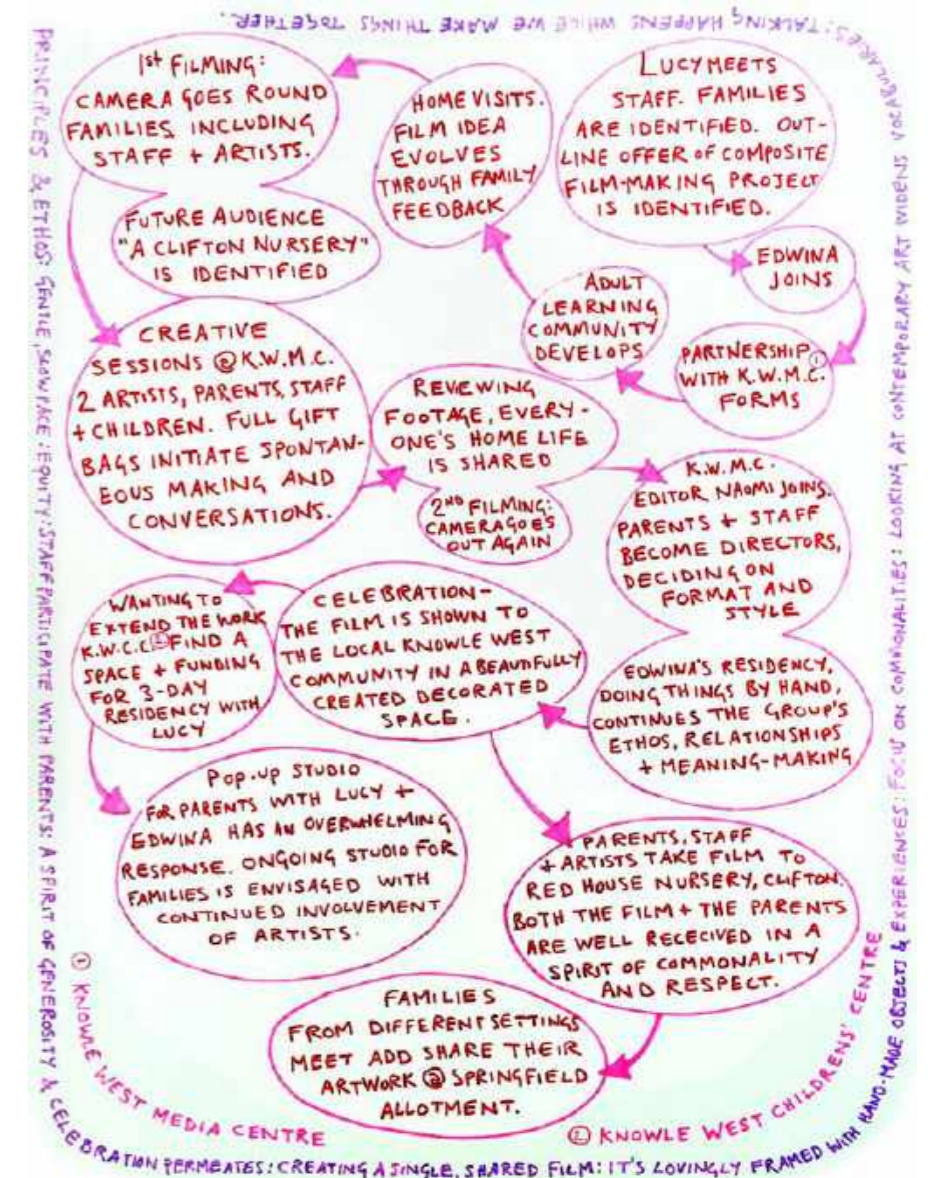 LUCY MEETS
STAFF. FAMILIES
ARE IDENTIFIED. OUT-
LINE OFFER OF COMPOSITE
FILM-MAKING PROJECT
IS IDENTIFIED.
EDWINA
JOINS
PARTNERSHIP ①
WITH K.W.M.C.
FORMS
ADULT
LEARNING
COMMUNITY
DEVELOPS
HOME VISITS.
FILM IDEA
EVOLVES
THROUGH FAMILY
FEEDBACK
1st FILMING:
CAMERA GOES ROUND
FAMILIES INCLUDING
STAFF + ARTISTS.
FUTURE AUDIENCE
"A CLIFTON NURSERY"
IS IDENTIFIED
CREATIVE
SESSIONS @ K.W.M.C.
2 ARTISTS, PARENTS, STAFF
+ CHILDREN. FULL GIFT
BAGS INITIATE SPONTAN-
EOUS MAKING AND
CONVERSATIONS.
REVIEWING
FOOTAGE, EVERY-
ONE'S HOME LIFE
IS SHARED
2ND FILMING:
CAMERA GOES
OUT AGAIN
K.W.M.C.
EDITOR NAOMI JOINS.
PARENTS + STAFF
BECOME DIRECTORS,
DECIDING ON
FORMAT AND
STYLE
EDWINA'S RESIDENCY,
DOING THINGS BY HAND,
CONTINUES THE GROUP'S
ETHOS, RELATIONSHIPS
+ MEANING-MAKING
CELEBRATION-
THE FILM IS SHOWN TO
THE LOCAL KNOWLE WEST
COMMUNITY IN A BEAUTIFULLY
CREATED DECORATED
SPACE.
WANTING TO
EXTEND THE WORK
K.W.C.C.② FIND A
SPACE + FUNDING
FOR 3-DAY
RESIDENCY WITH
LUCY
POP-UP STUDIO
FOR PARENTS WITH LUCY +
EDWINA HAS AN OVERWHELMING
RESPONSE. ONGOING STUDIO FOR
FAMILIES IS ENVISAGED WITH
CONTINUED INVOLVEMENT
OF ARTISTS.
PARENTS, STAFF
+ ARTISTS TAKE FILM TO
RED HOUSE NURSERY, CLIFTON.
BOTH THE FILM + THE PARENTS
ARE WELL RECECIVED IN A
SPIRIT OF COMMONALITY
AND RESPECT.
FAMILIES
FROM DIFFERENT SETTINGS
MEET ADD SHARE THEIR
ARTWORK @ SPRINGFIELD
ALLOTMENT.
① KNOWLE WEST MEDIA CENTRE
② KNOWLE WEST CHILDRENS' CENTRE
PRINCIPLES & ETHOS: GENTLE, SLOW PACE: EQUITY: STAFF PARTICIPATE WITH PARENTS: A SPIRIT OF GENEROSITY & CELEBRATION PERMEATES: CREATING A SINGLE, SHARED FILM: IT'S LOVINGLY FRAMED WITH HAND-MADE OBJECTS & EXPERIENCES: FOCUS ON COMMONALITIES: LOOKING AT CONTEMPORARY ART WIDENS VOCABULARIES: TALKING HAPPENS WHILE WE MAKE THINGS TOGETHER.